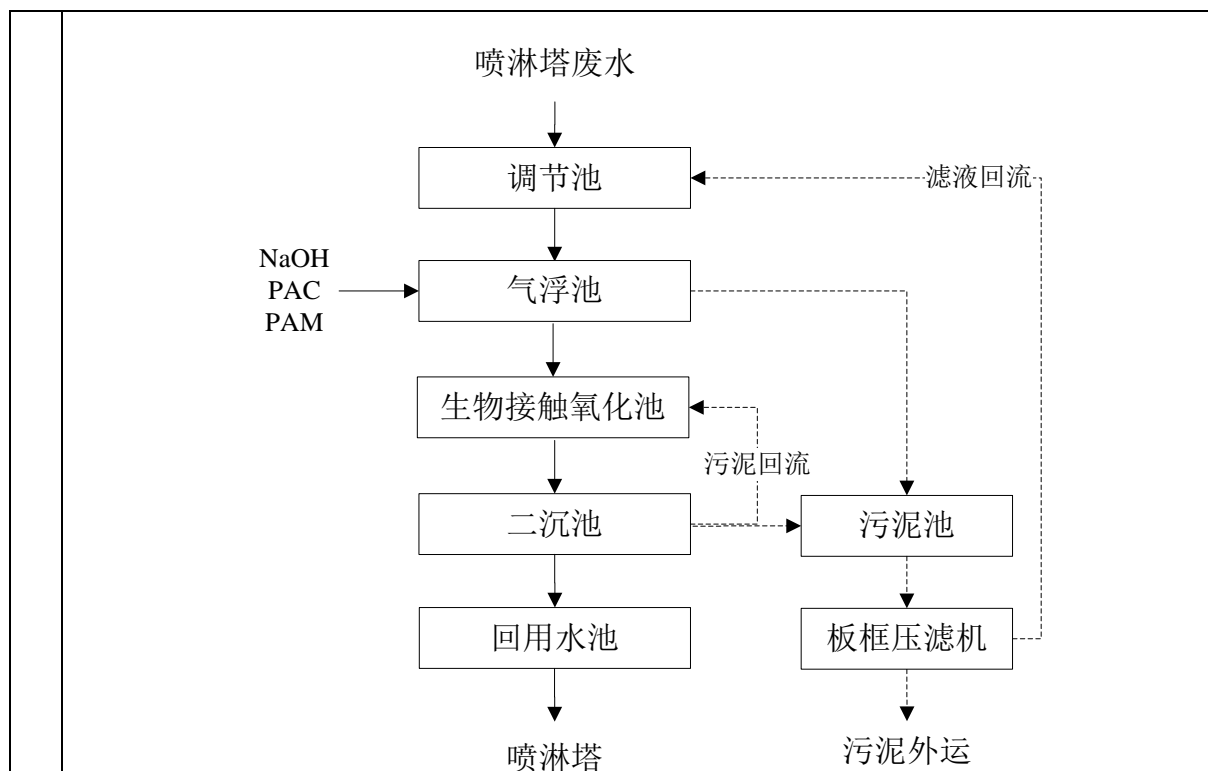 喷淋塔废水
调节池
滤液回流
NaOH
PAC
PAM
气浮池
生物接触氧化池
污泥回流
二沉池
污泥池
回用水池
板框压滤机
喷淋塔
污泥外运